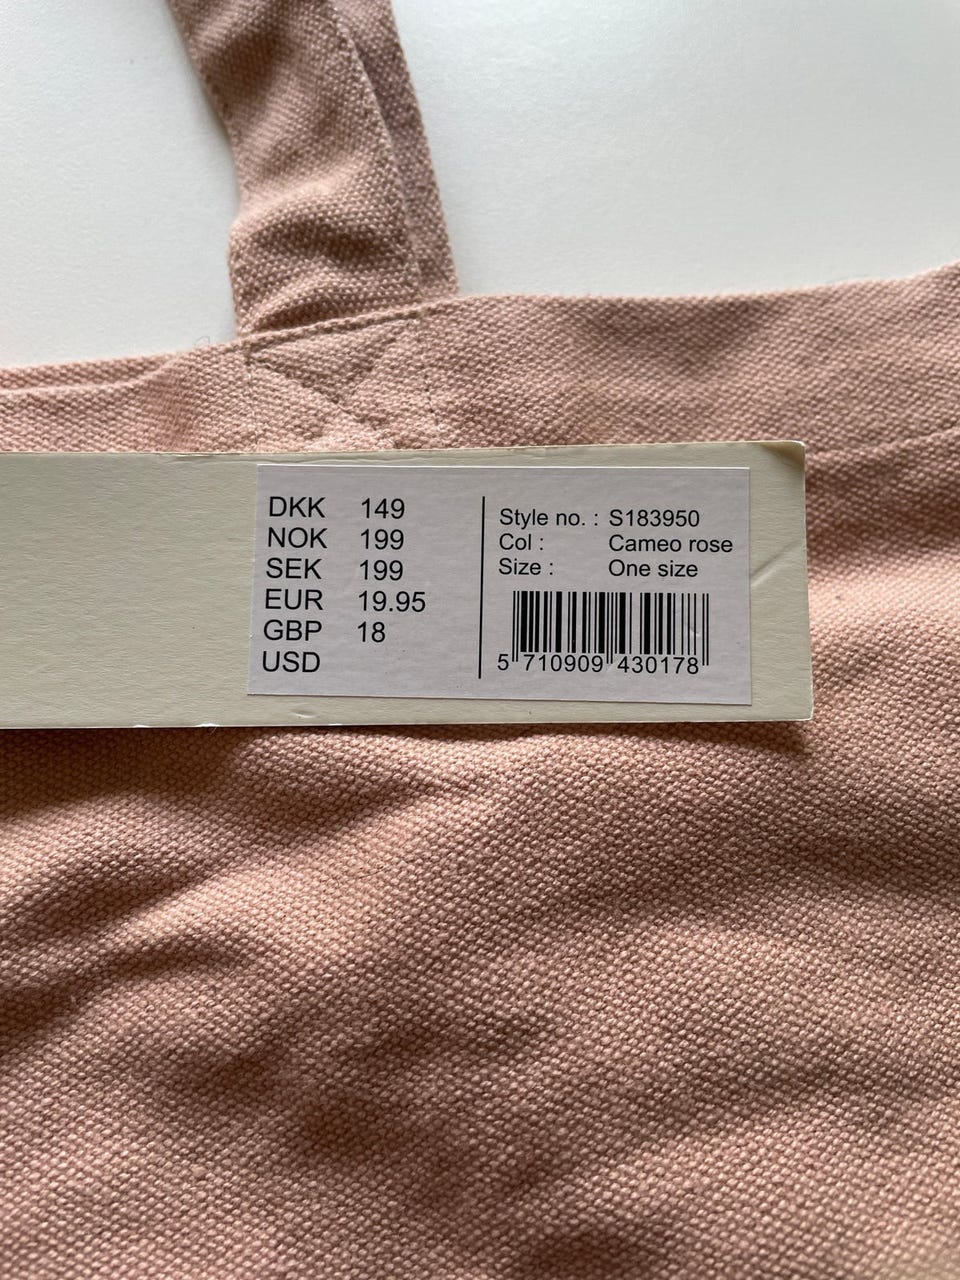 DKK 149
NOK 199
SEK 199
EUR 19.95
GBP 18
USD
Style no. : S183950
Col : Cameo rose
Size : One size
5 710909 430178